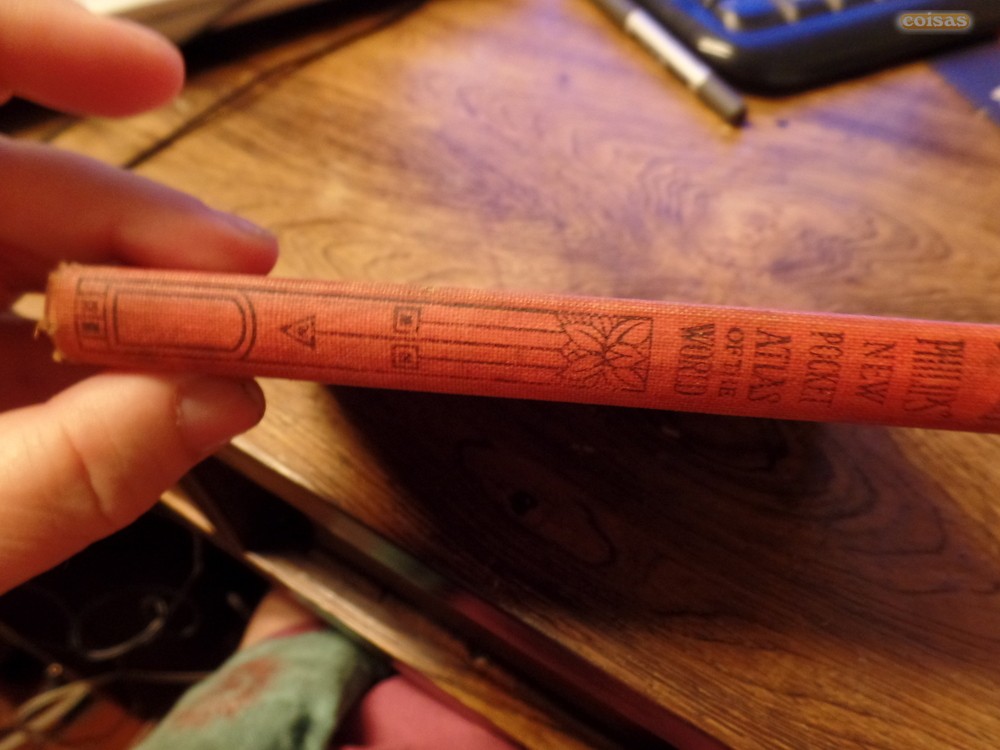 PHILIPS'
NEW
POCKET
ATLAS
OF THE
WORLD
coisas